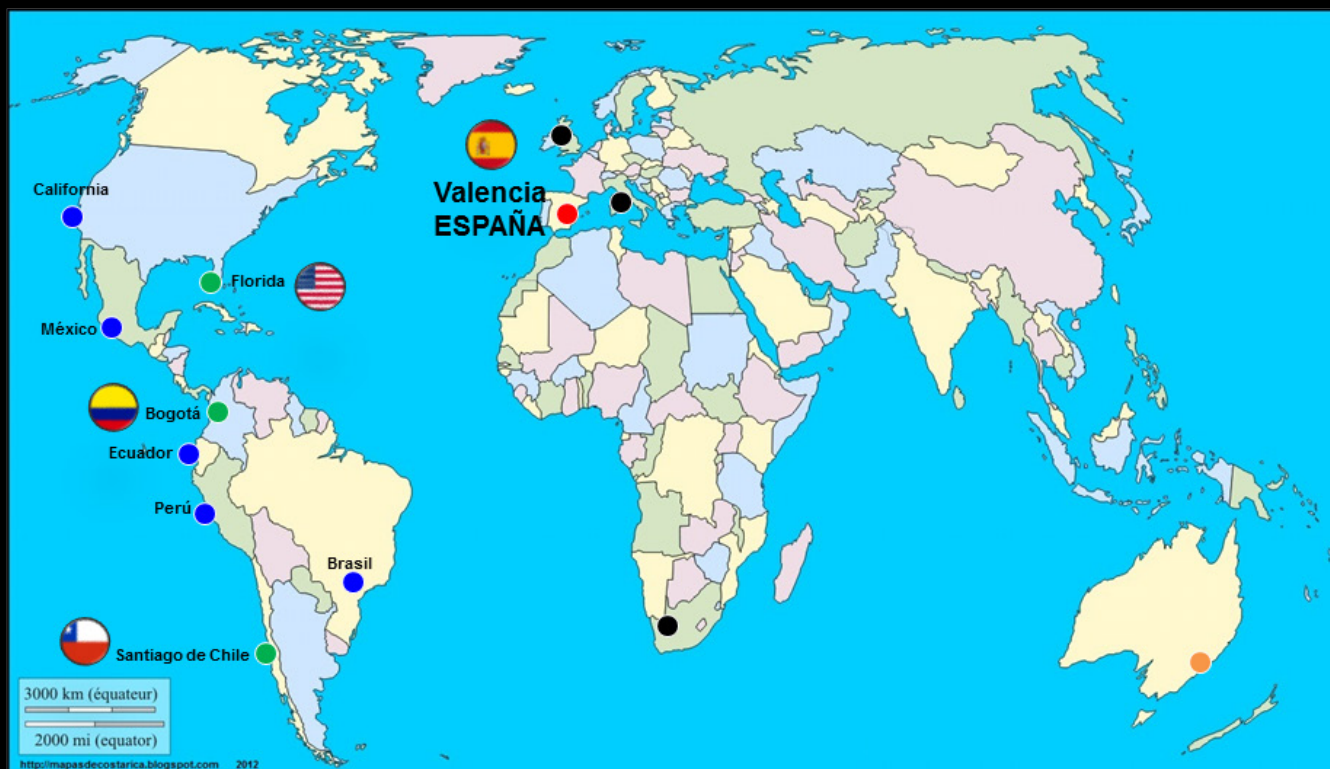 California
Valencia
ESPAÑA
Florida
México
Bogotá
Ecuador
Perú
Brasil
Santiago de Chile
3000 km (équateur)
2000 mi (equator)
http://mapasdecostarica.blogspot.com 2012